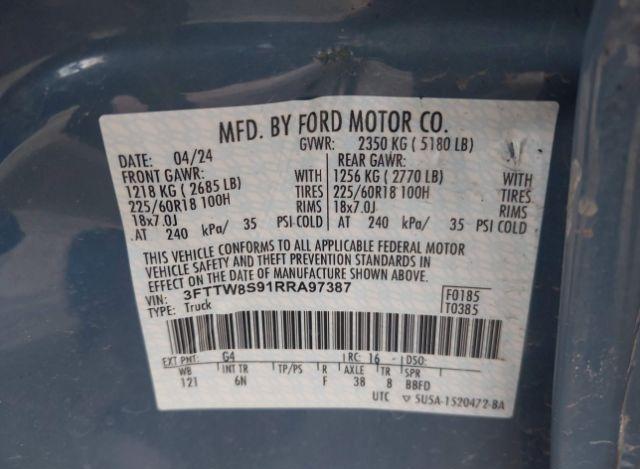 MFD. BY FORD MOTOR CO.
DATE: 04/24 GVWR: 2350 KG ( 5180 LB)
FRONT GAWR: REAR GAWR:
1218 KG ( 2685 LB) WITH 1256 KG ( 2770 LB) WITH
225/60R18 100H TIRES 225/60R18 100H TIRES
18x7.0J RIMS 18x7.0J RIMS
AT 240 kPa/ 35 PSI COLD AT 240 kPa/ 35 PSI COLD
THIS VEHICLE CONFORMS TO ALL APPLICABLE FEDERAL MOTOR
VEHICLE SAFETY AND THEFT PREVENTION STANDARDS IN
EFFECT ON THE DATE OF MANUFACTURE SHOWN ABOVE.
VIN: 3FTTW8S91RRA97387 F0185
TYPE: Truck T0385
EXT PNT: G4 RC: 16 DSO:
WB INT TR TP/PS R AXLE TR SPR
121 6N F 38 8 BBFD
UTC ▽ 5U5A-1520472-BA